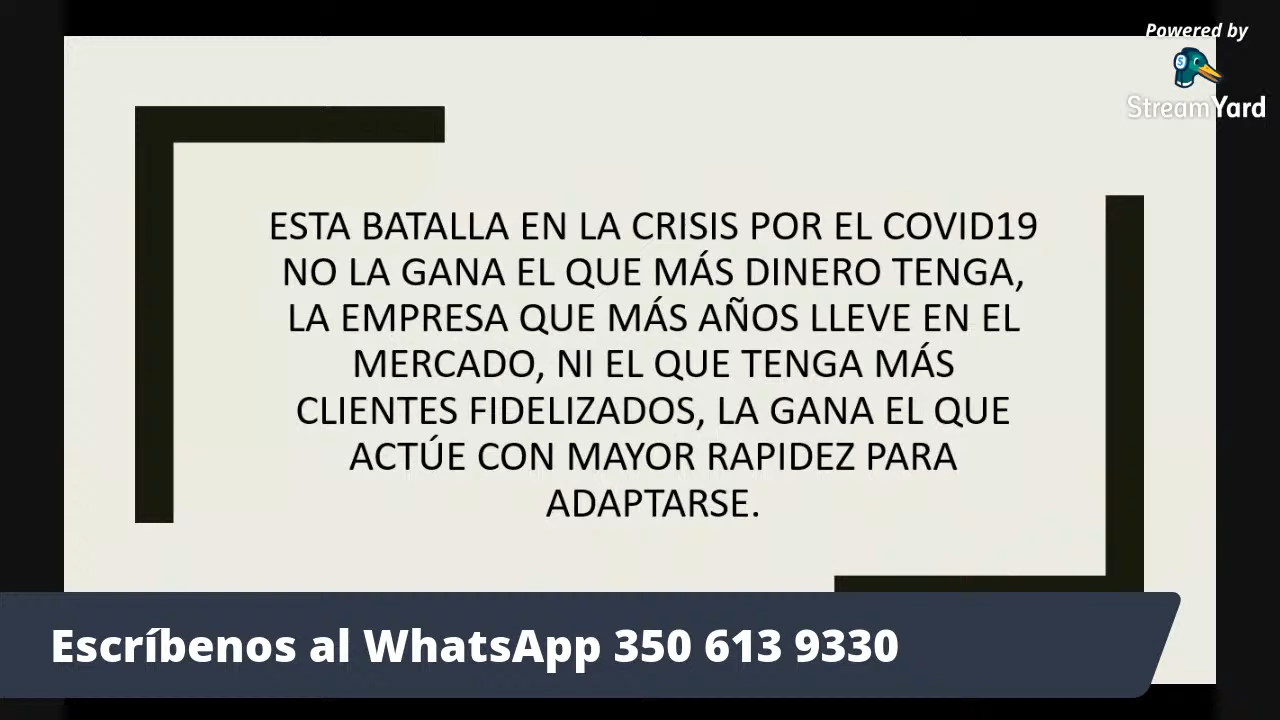 Powered by
StreamYard
ESTA BATALLA EN LA CRISIS POR EL COVID19
NO LA GANA EL QUE MÁS DINERO TENGA,
LA EMPRESA QUE MÁS AÑOS LLEVE EN EL
MERCADO, NI EL QUE TENGA MÁS
CLIENTES FIDELIZADOS, LA GANA EL QUE
ACTÚE CON MAYOR RAPIDEZ PARA
ADAPTARSE.
Escríbenos al WhatsApp 350 613 9330